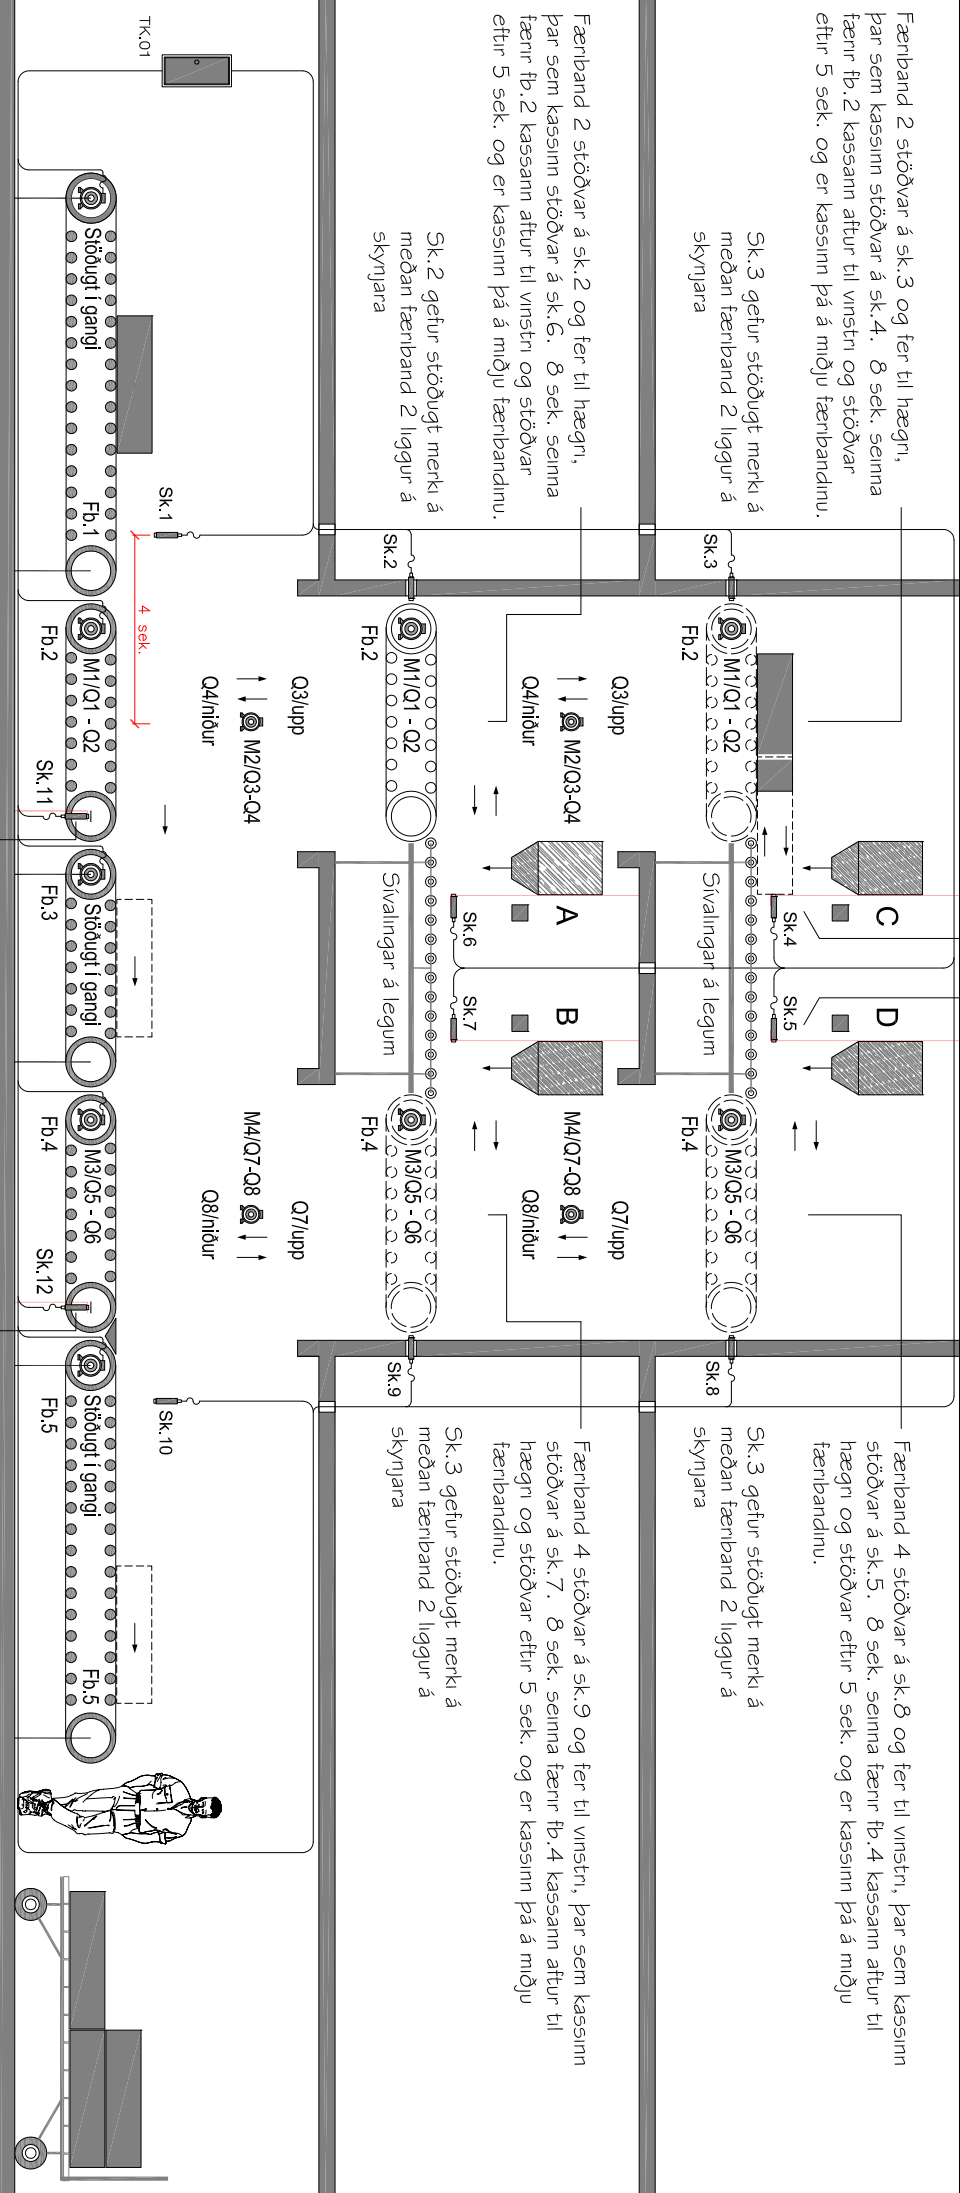 Færiband 2 stöðvar á sk.3 og fer til hægri,
þar sem kassinn stöðvar á sk.4. 8 sek. seinna
færir fb.2 kassann aftur til vinstri og stöðvar
eftir 5 sek. og er kassinn þá á miðju færibandinu.
Sk.3 gefur stöðugt merki á
meðan færiband 2 liggur á
skynjara
Færiband 4 stöðvar á sk.8 og fer til vinstri, þar sem kassinn
stöðvar á sk.5. 8 sek. seinna færir fb.4 kassann aftur til
hægri og stöðvar eftir 5 sek. og er kassinn þá á miðju
færibandinu.
Sk.3 gefur stöðugt merki á
meðan færiband 2 liggur á
skynjara
C
D
Sk.4
Sk.5
Sk.3
Sk.8
M1/Q1 - Q2
M3/Q5 - Q6
Fb.2
Sívalingar á legum
Fb.4
Q3/upp
M2/Q3-Q4
Q4/niður
Q7/upp
M4/Q7-Q8
Q8/niður
Færiband 2 stöðvar á sk.2 og fer til hægri,
þar sem kassinn stöðvar á sk.6. 8 sek. seinna
færir fb.2 kassann aftur til vinstri og stöðvar
eftir 5 sek. og er kassinn þá á miðju færibandinu.
Sk.2 gefur stöðugt merki á
meðan færiband 2 liggur á
skynjara
Færiband 4 stöðvar á sk.9 og fer til vinstri, þar sem kassinn
stöðvar á sk.7. 8 sek. seinna færir fb.4 kassann aftur til
hægri og stöðvar eftir 5 sek. og er kassinn þá á miðju
færibandinu.
Sk.3 gefur stöðugt merki á
meðan færiband 2 liggur á
skynjara
A
B
Sk.6
Sk.7
Sk.2
Sk.9
M1/Q1 - Q2
M3/Q5 - Q6
Fb.2
Sívalingar á legum
Fb.4
Q3/upp
M2/Q3-Q4
Q4/niður
Q7/upp
M4/Q7-Q8
Q8/niður
TK.01
Sk.1
4 sek.
Sk.10
Stöðugt í gangi
Fb.1
M1/Q1 - Q2
Fb.2
Sk.11
Stöðugt í gangi
Fb.3
M3/Q5 - Q6
Fb.4
Sk.12
Stöðugt í gangi
Fb.5
Fb.5